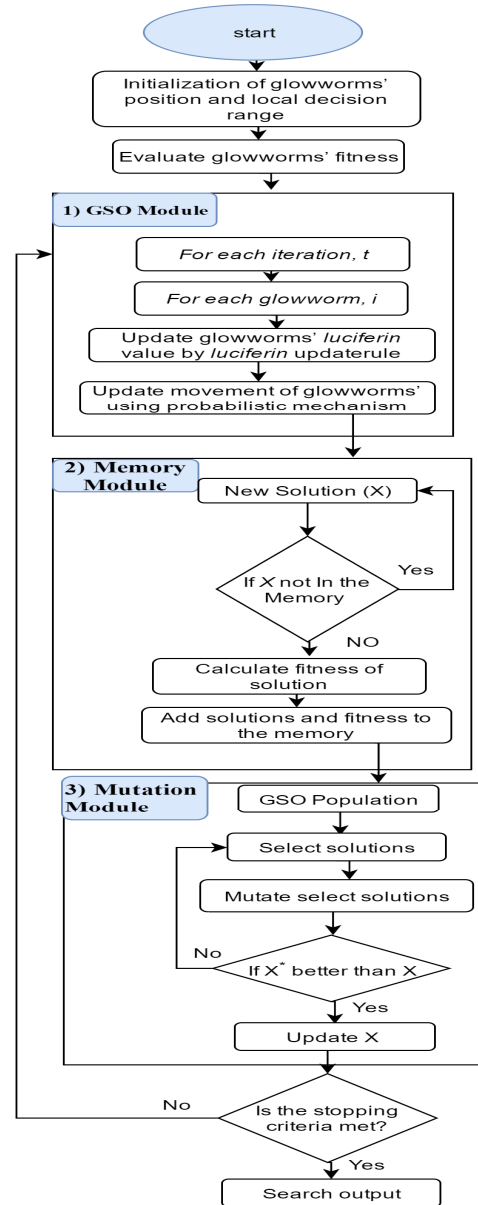 start
Initialization of glowworms'
position and local decision
range
Evaluate glowworms' fitness
1) GSO Module
For each iteration, t
For each glowworm, i
Update glowworms' luciferin
value by luciferin updaterule
Update movement of glowworms'
using probabilistic mechanism
2) Memory
Module
New Solution (X)
If X not In the
Memory
Yes
NO
Calculate fitness of
solution
Add solutions and fitness to
the memory
3) Mutation
Module
GSO Population
Select solutions
Mutate select solutions
No
If X* better than X
Yes
Update X
No
Is the stopping
criteria met?
Yes
Search output